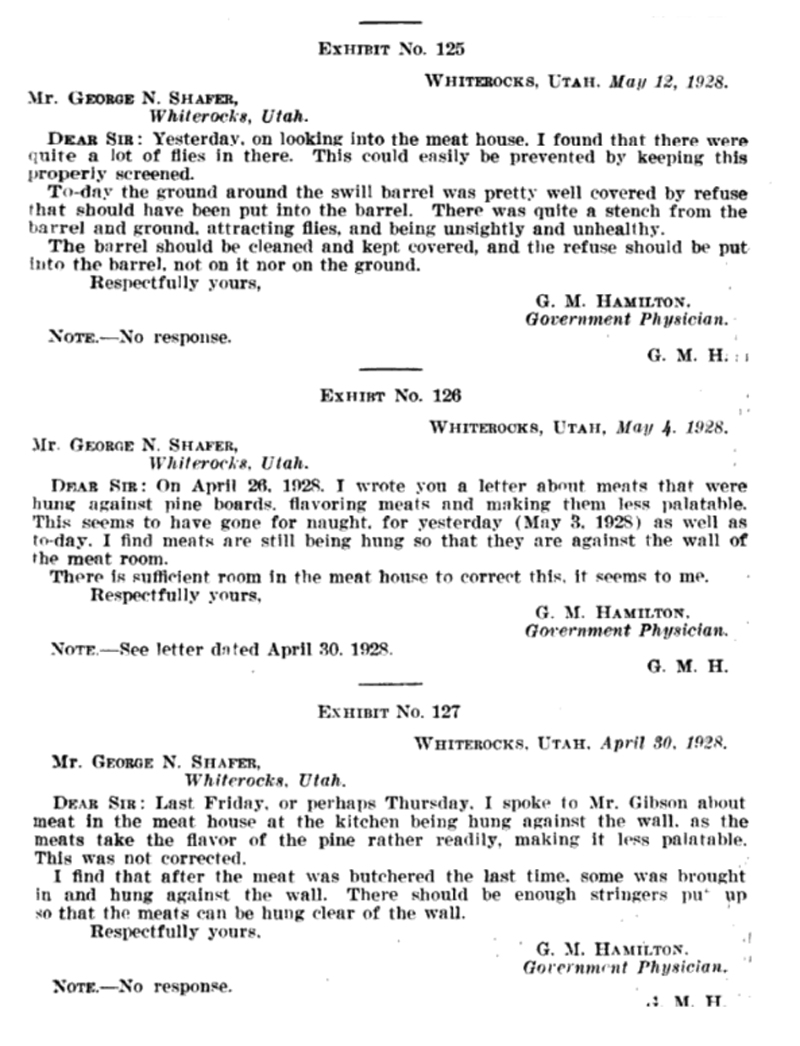 EXHIBIT No. 125
WHITEROCKS, UTAH, May 12, 1928.
Mr. GEORGE N. SHAFER,
Whiterocks, Utah.
DEAR SIR: Yesterday, on looking into the meat house, I found that there were
quite a lot of flies in there. This could easily be prevented by keeping this
properly screened.
To-day the ground around the swill barrel was pretty well covered by refuse
that should have been put into the barrel. There was quite a stench from the
barrel and ground, attracting flies, and being unsightly and unhealthy.
The barrel should be cleaned and kept covered, and the refuse should be put
into the barrel, not on it nor on the ground.
Respectfully yours,
G. M. HAMILTON,
Government Physician.
NOTE.—No response.
G. M. H.
EXHIBT No. 126
WHITEROCKS, UTAH, May 4, 1928.
Mr. GEORGE N. SHAFER,
Whiterocks, Utah.
DEAR SIR: On April 26, 1928, I wrote you a letter about meats that were
hung against pine boards, flavoring meats and making them less palatable.
This seems to have gone for naught, for yesterday (May 3, 1928) as well as
to-day, I find meats are still being hung so that they are against the wall of
the meat room.
There is sufficient room in the meat house to correct this, it seems to me.
Respectfully yours,
G. M. HAMILTON,
Government Physician.
NOTE.—See letter dated April 30, 1928.
G. M. H.
EXHIBIT No. 127
WHITEROCKS, UTAH, April 30, 1928.
Mr. GEORGE N. SHAFER,
Whiterocks, Utah.
DEAR SIR: Last Friday, or perhaps Thursday, I spoke to Mr. Gibson about
meat in the meat house at the kitchen being hung against the wall, as the
meats take the flavor of the pine rather readily, making it less palatable.
This was not corrected.
I find that after the meat was butchered the last time, some was brought
in and hung against the wall. There should be enough stringers put up
so that the meats can be hung clear of the wall.
Respectfully yours,
G. M. HAMILTON,
Government Physician.
NOTE.—No response.
G. M. H.